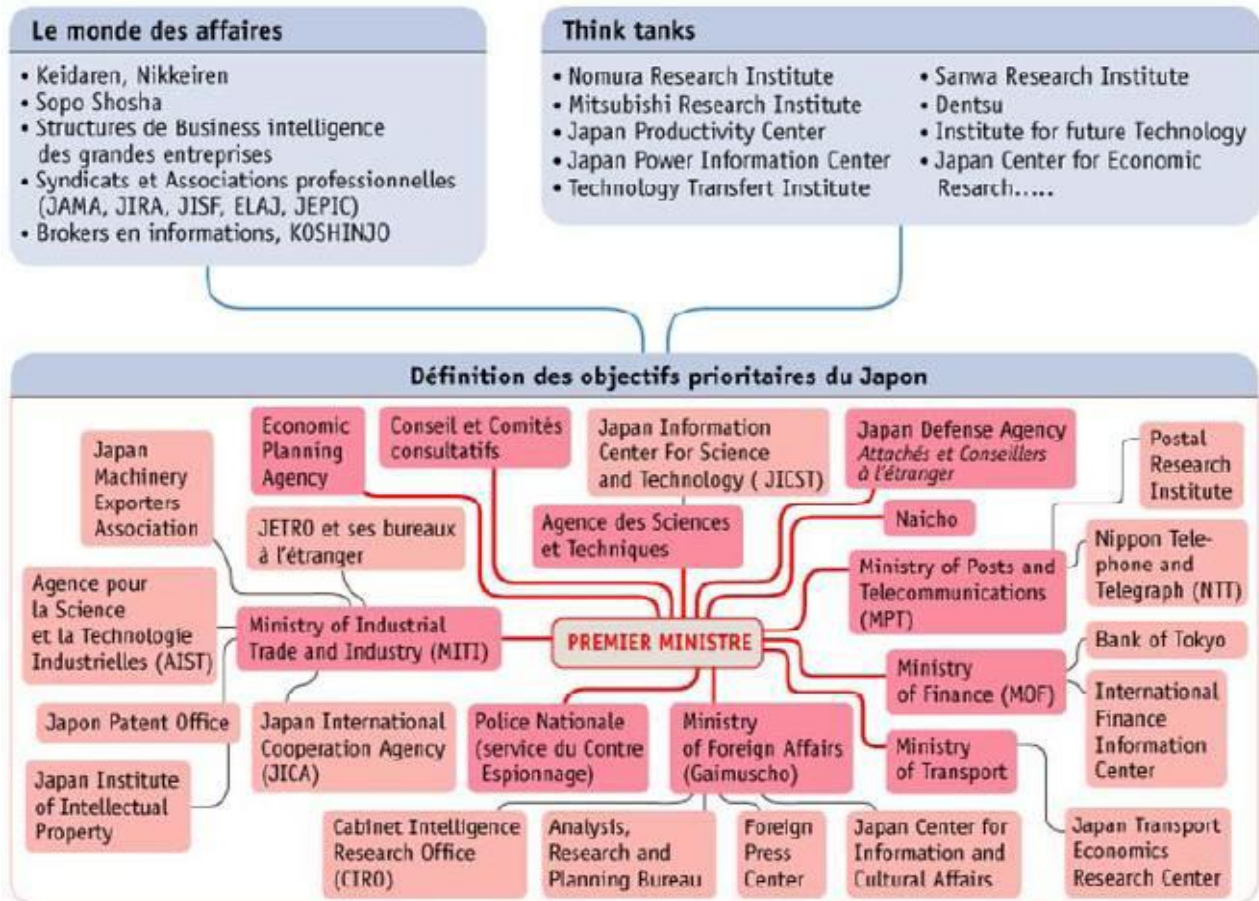 Le monde des affaires
• Keidaren, Nikkeiren
• Sopo Shosha
• Structures de Business intelligence
des grandes entreprises
• Syndicats et Associations professionnelles
(JAMA, JIRA, JISF, ELAJ, JEPIC)
• Brokers en informations, KOSHINJO
Think tanks
• Nomura Research Institute
• Mitsubishi Research Institute
• Japan Productivity Center
• Japan Power Information Center
• Technology Transfert Institute
• Sanwa Research Institute
• Dentsu
• Institute for future Technology
• Japan Center for Economic
Resarch.....
Définition des objectifs prioritaires du Japon
Japan
Machinery
Exporters
Association
Economic
Planning
Agency
Conseil et Comités
consultatifs
Japan Information
Center For Science
and Technology ( JICST)
Japan Defense Agency
Attachés et Conseillers
à l'étranger
Postal
Research
Institute
JETRO et ses bureaux
à l'étranger
Agence des Sciences
et Techniques
Naicho
Nippon Tele-
phone and
Telegraph (NTT)
Agence pour
la Science
et la Technologie
Industrielles (AIST)
Ministry of Industrial
Trade and Industry (MITI)
PREMIER MINISTRE
Ministry of Posts and
Telecommunications
(MPT)
Bank of Tokyo
Ministry
of Finance (MOF)
International
Finance
Information
Center
Japon Patent Office
Japan International
Cooperation Agency
(JICA)
Police Nationale
(service du Contre
Espionnage)
Ministry
of Foreign Affairs
(Gaimuscho)
Ministry
of Transport
Japan Institute
of Intellectual
Property
Cabinet Intelligence
Research Office
(CIRO)
Analysis,
Research and
Planning Bureau
Foreign
Press
Center
Japan Center for
Information and
Cultural Affairs
Japan Transport
Economics
Research Center